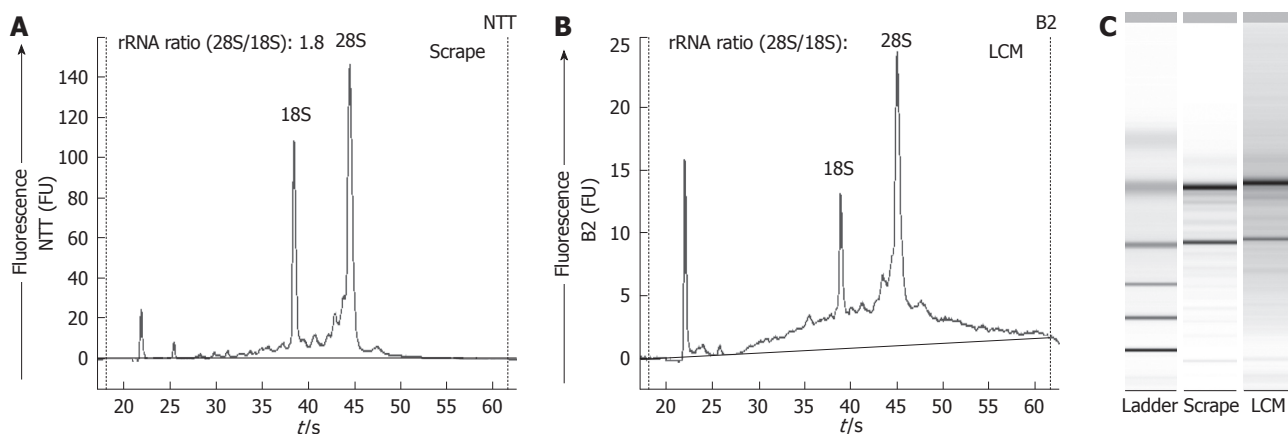 A
NTT
rRNA ratio (28S/18S): 1.8
28S
Scrape
18S
Fluorescence
NTT (FU)
140
120
100
80
60
40
20
0
20 25 30 35 40 45 50 55 60
t/s
B
B2
rRNA ratio (28S/18S):
28S
LCM
18S
Fluorescence
B2 (FU)
25
20
15
10
5
0
20 25 30 35 40 45 50 55 60
t/s
C
Ladder Scrape LCM